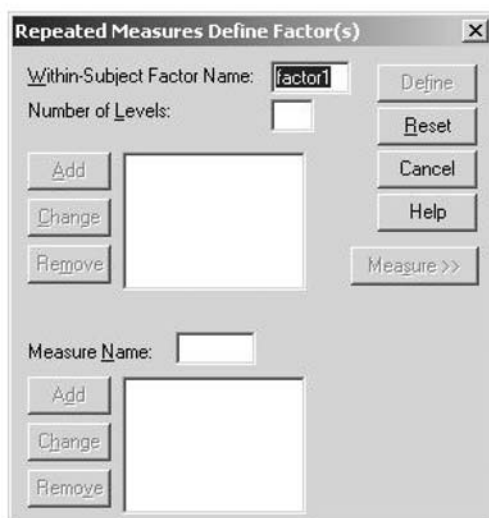 Repeated Measures Define Factor(s)
Within-Subject Factor Name: factor1 Define
Number of Levels: Reset
Add Cancel
Change Help
Remove Measure >>
Measure Name:
Add
Change
Remove